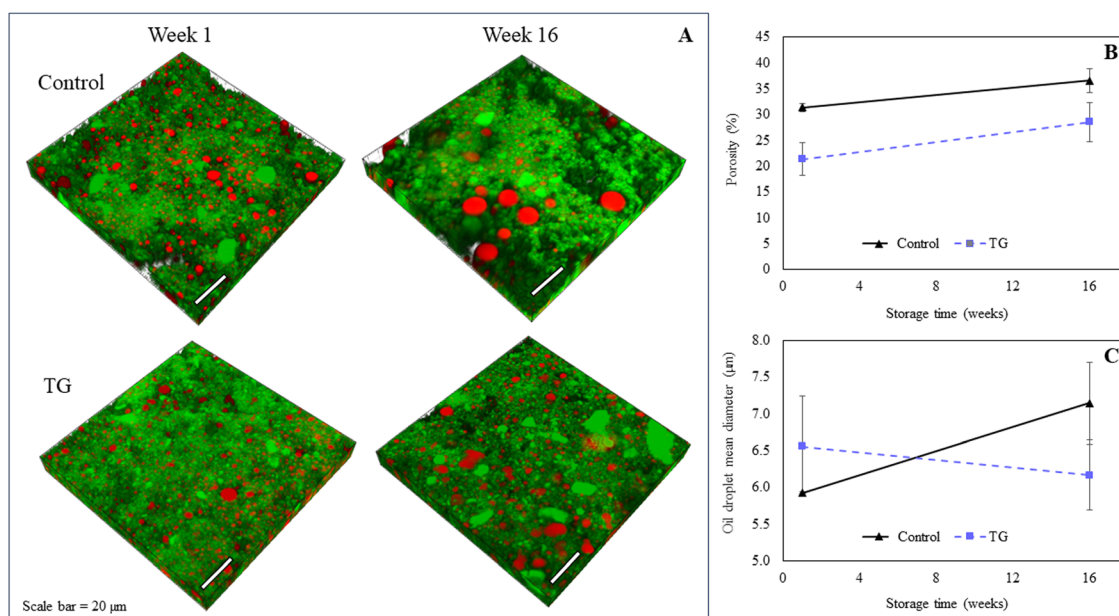 Week 1
Week 16
A
Control
TG
Scale bar = 20 μm
B
45
40
35
30
25
20
15
10
5
0
Porosity (%)
Control
TG
0
4
8
12
16
Storage time (weeks)
C
8.0
7.5
7.0
6.5
6.0
5.5
5.0
Oil droplet mean diameter (μm)
Control
TG
0
4
8
12
16
Storage time (weeks)